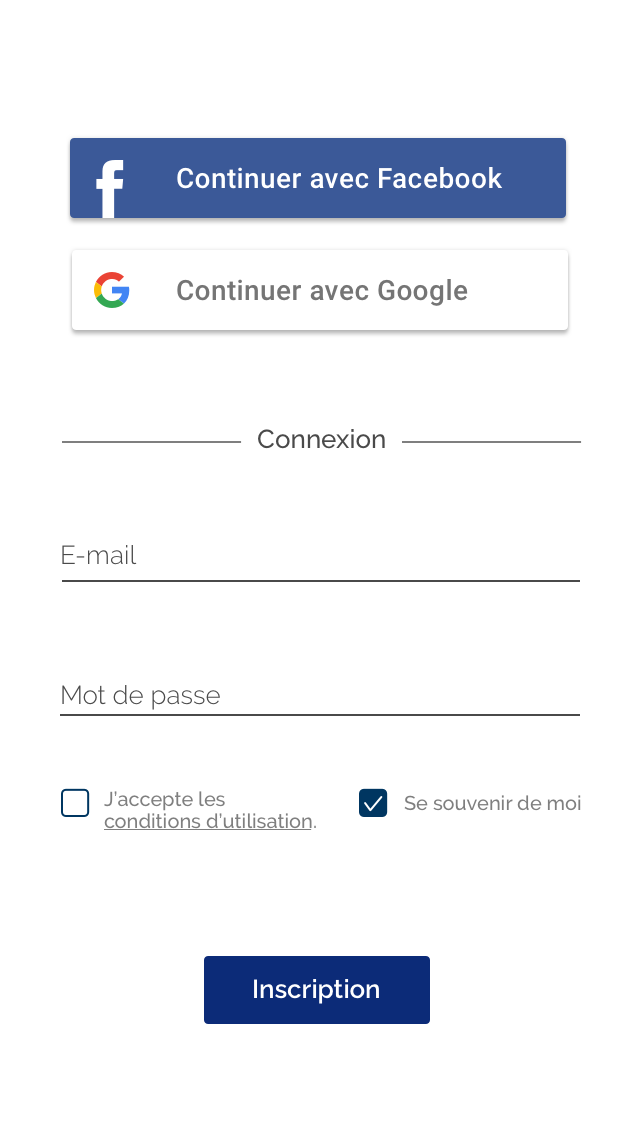 Continuer avec Facebook
Continuer avec Google
Connexion
E-mail
Mot de passe
J’accepte les
conditions d’utilisation.
Se souvenir de moi
Inscription